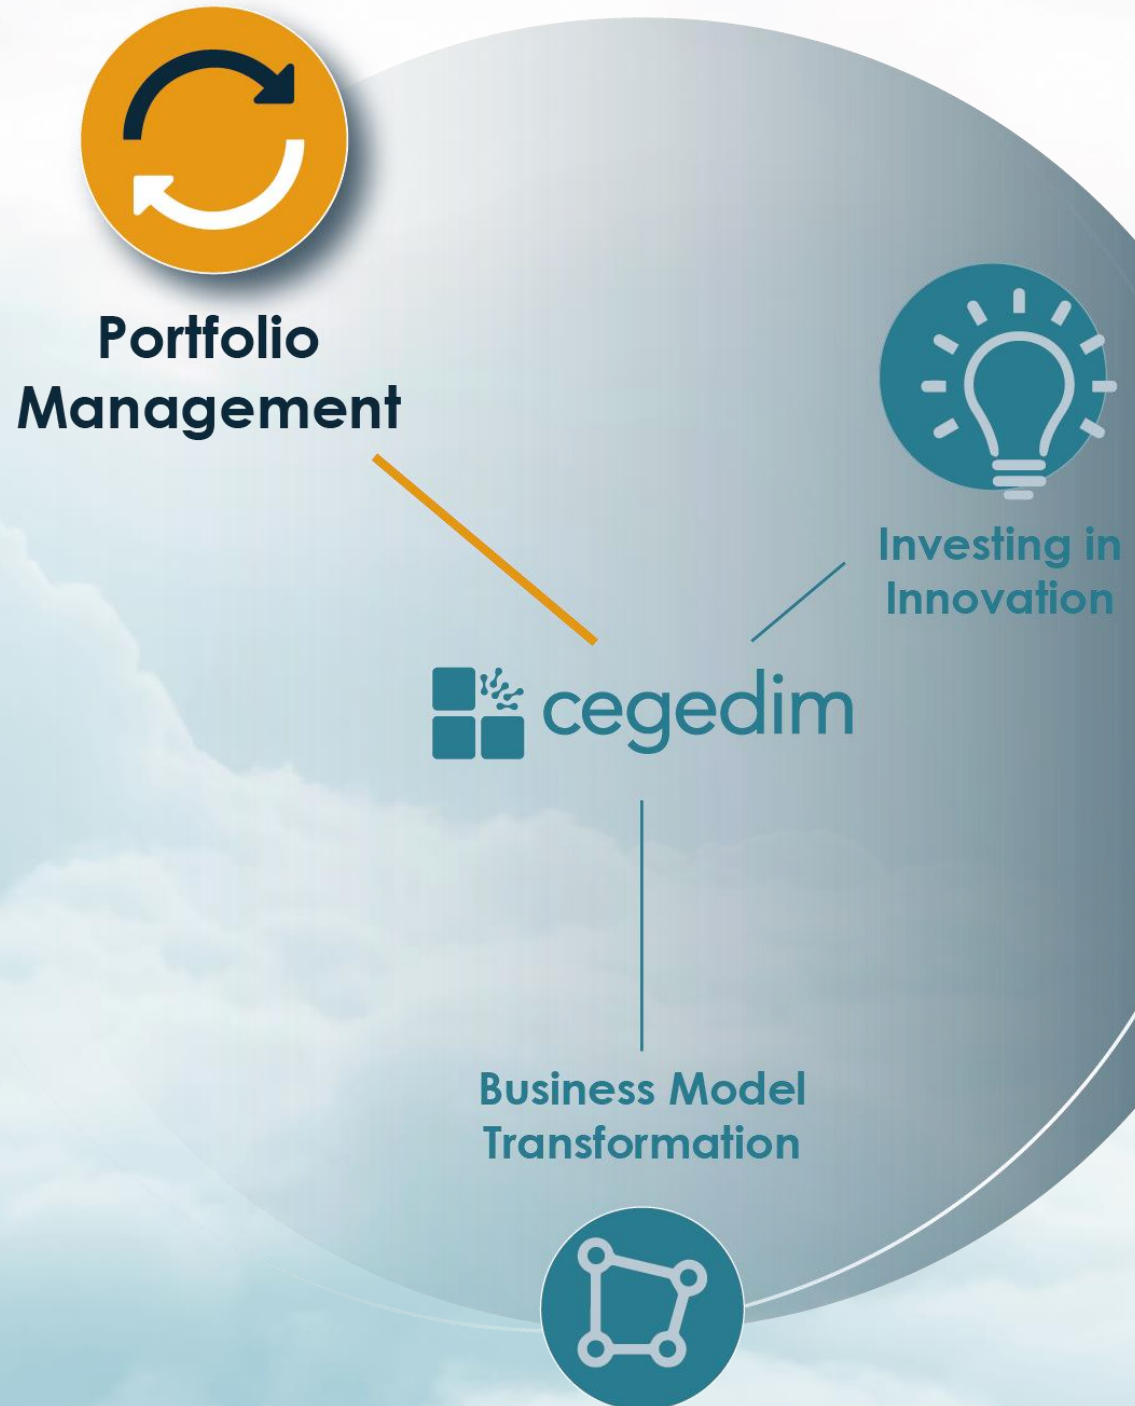 Portfolio
Management
Investing in
Innovation
cegedim
Business Model
Transformation